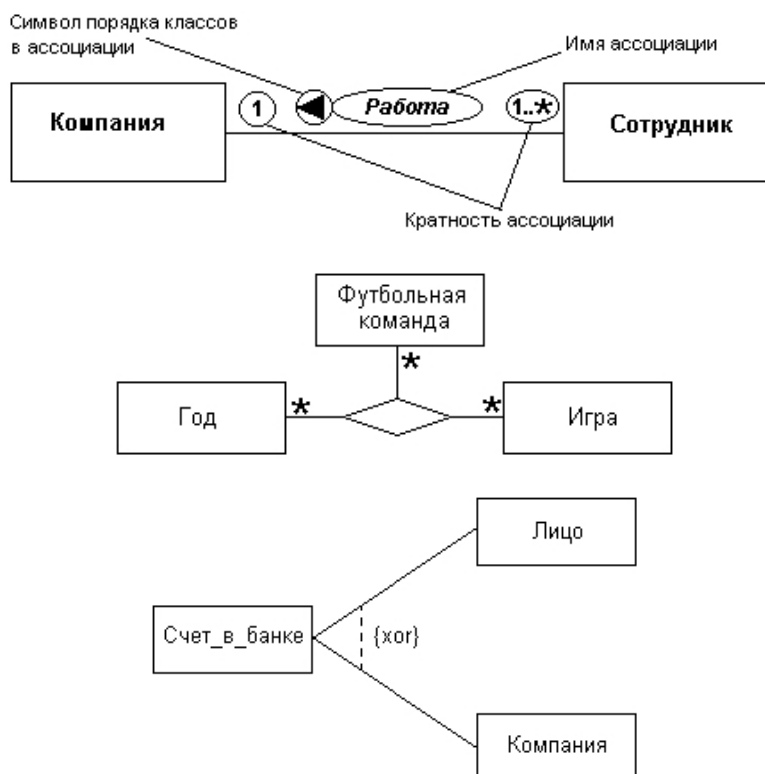 Символ порядка классов
в ассоциации
Имя ассоциации
Компания
1
Работа
1..*
Сотрудник
Кратность ассоциации
Футбольная
команда
*
Год
*
*
Игра
Лицо
Счет_в_банке
{xor}
Компания